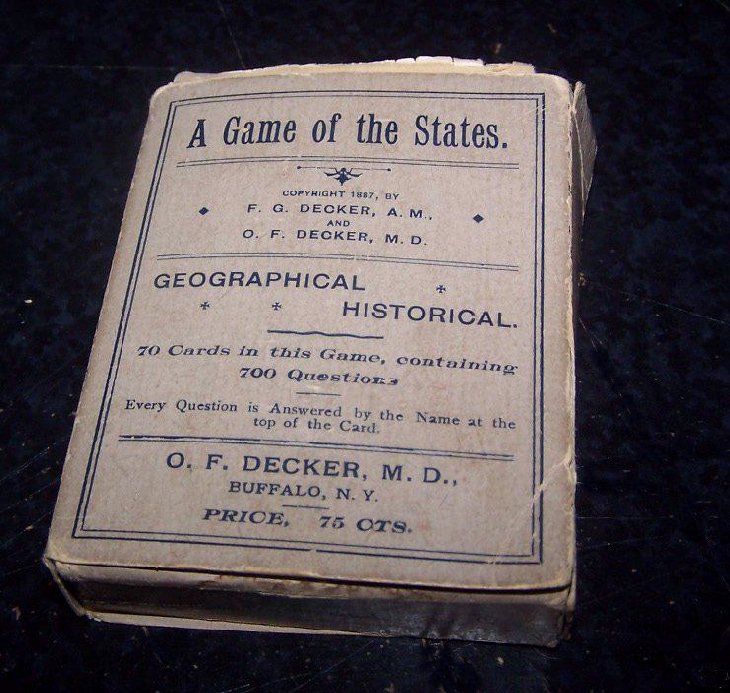 A Game of the States.
COPYRIGHT 1887, BY
F. G. DECKER, A. M.,
AND
O. F. DECKER, M. D.
GEOGRAPHICAL
HISTORICAL.
70 Cards in this Game, containing
700 Questions
Every Question is Answered by the Name at the
top of the Card.
O. F. DECKER, M. D.,
BUFFALO, N. Y.
PRICE, 75 CTS.